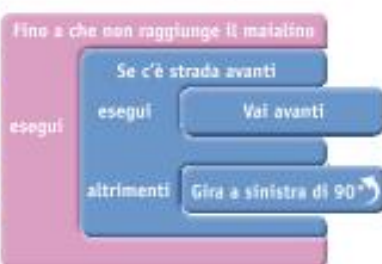 Fino a che non raggiunge il maialino
Se c'è strada avanti
esegui
Vai avanti
esegui
altrimenti
Gira a sinistra di 90°